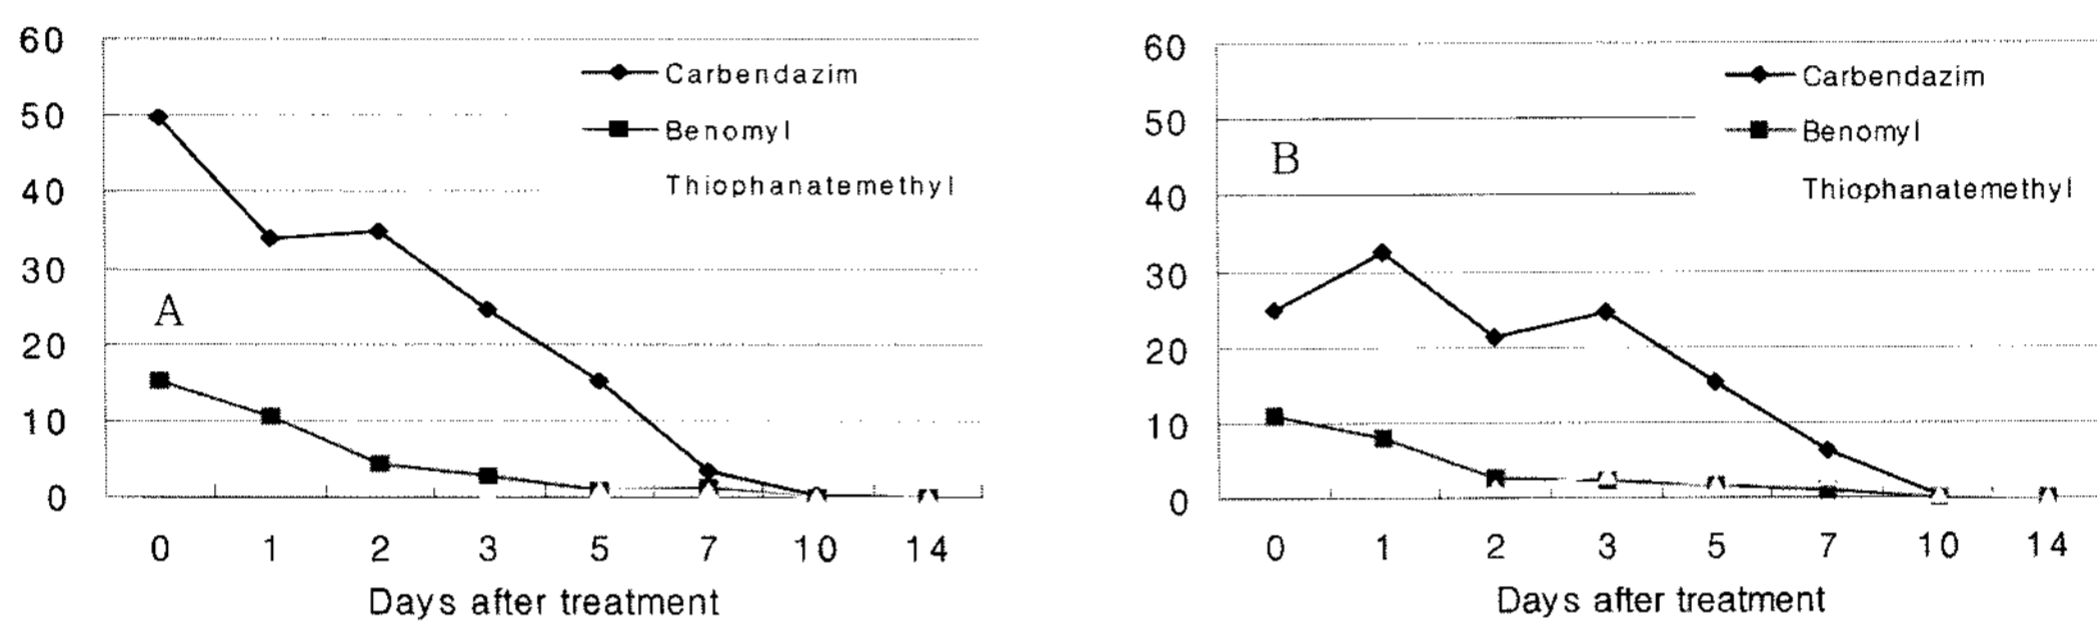 60
50
40
30
20
10
0
A
Carbendazim
Benomyl
Thiophanatemethyl
0 1 2 3 5 7 10 14
Days after treatment
60
50
40
30
20
10
0
B
Carbendazim
Benomyl
Thiophanatemethyl
0 1 2 3 5 7 10 14
Days after treatment